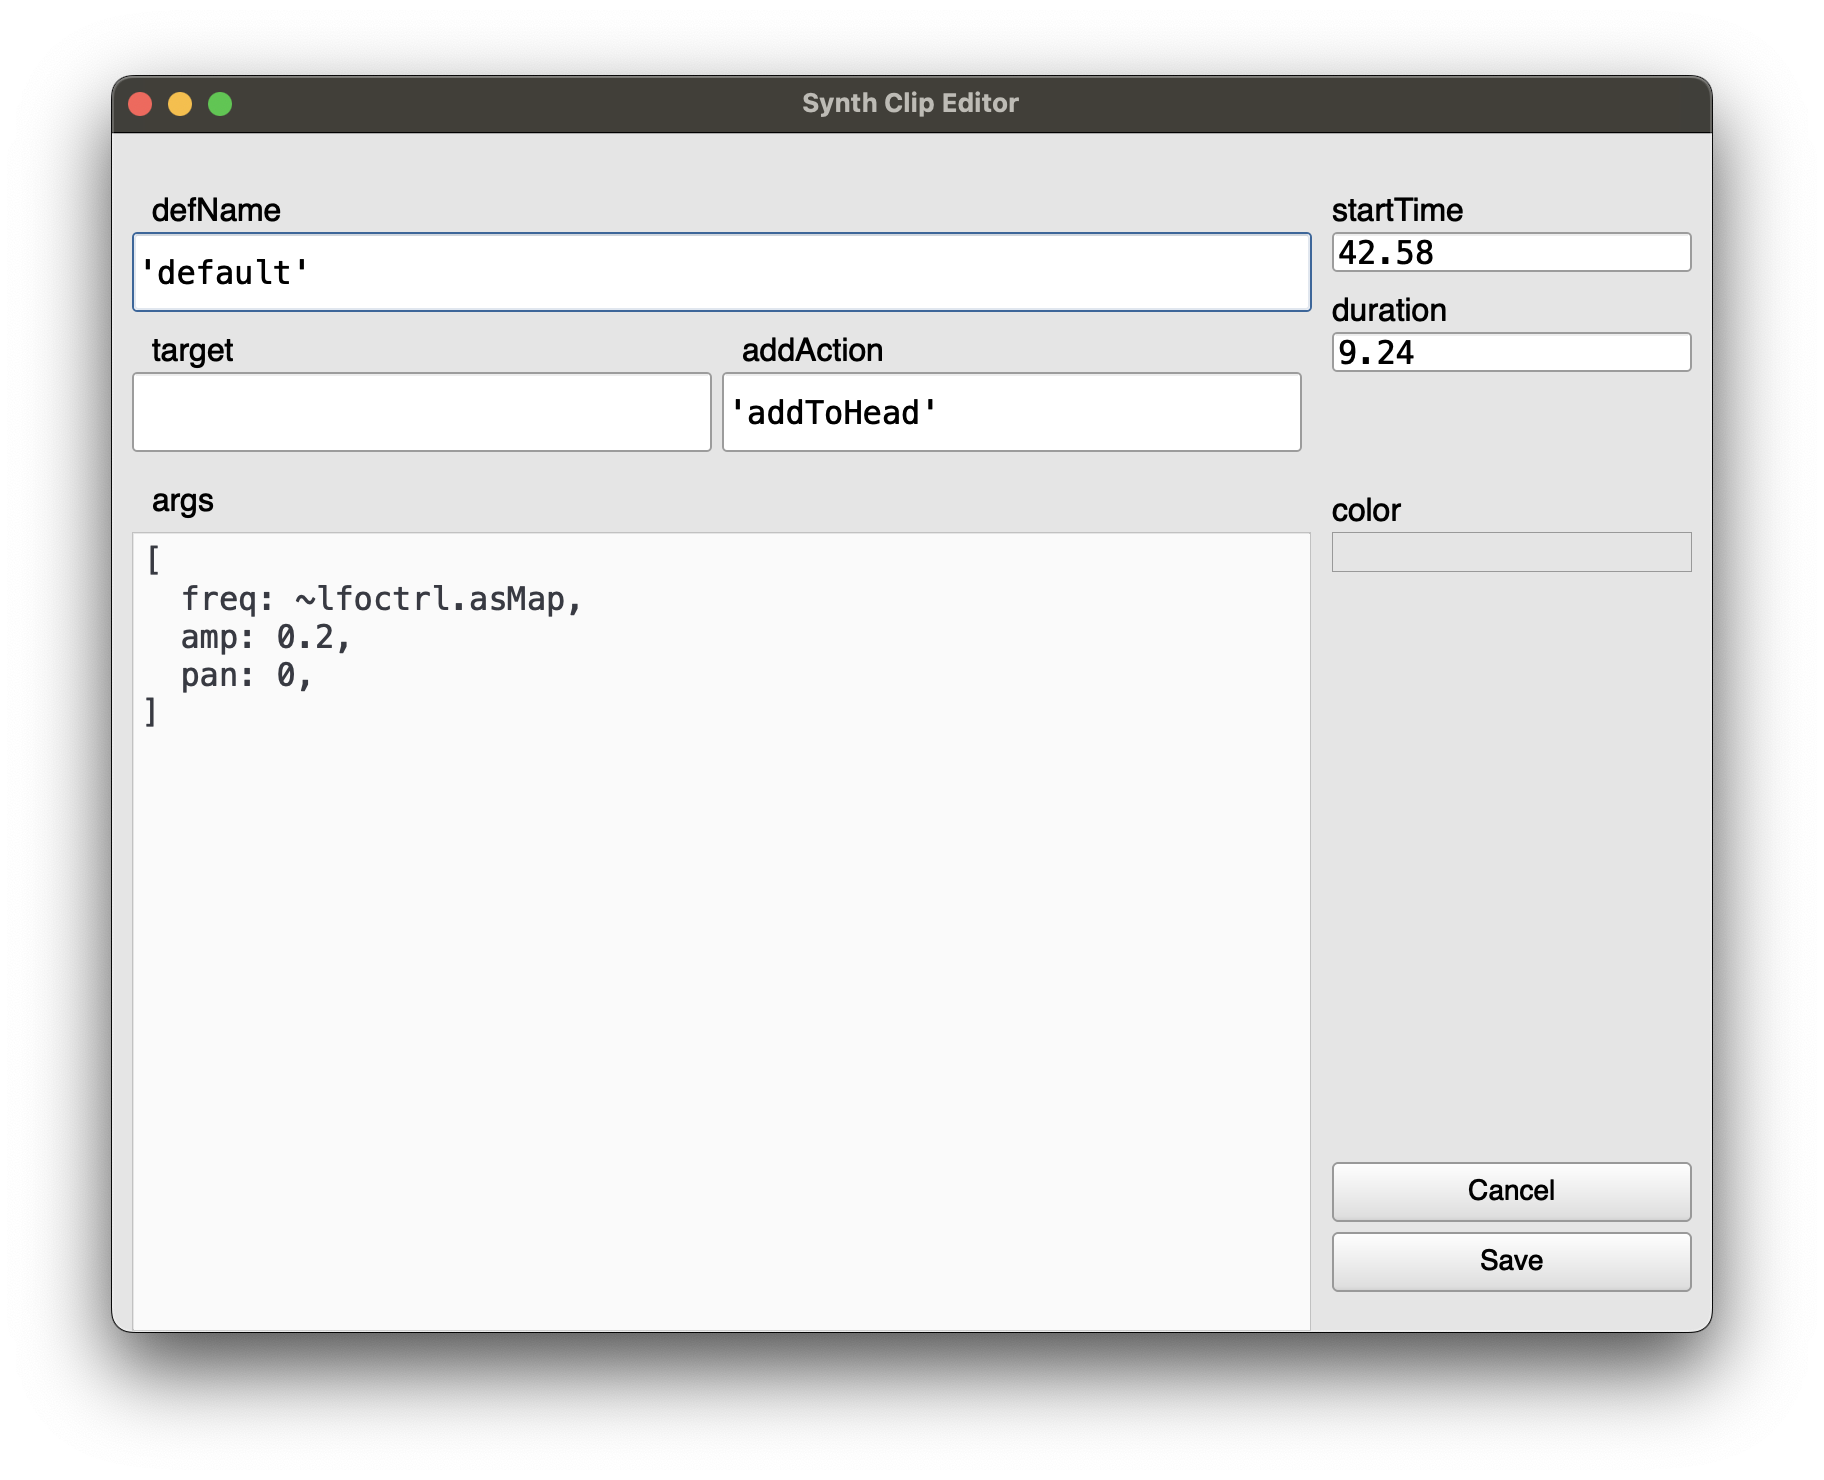 Synth Clip Editor
defName
'default'
target
addAction
'addToHead'
args
[
  freq: ~lfoctrl.asMap,
  amp: 0.2,
  pan: 0,
]
startTime
42.58
duration
9.24
color
Cancel
Save